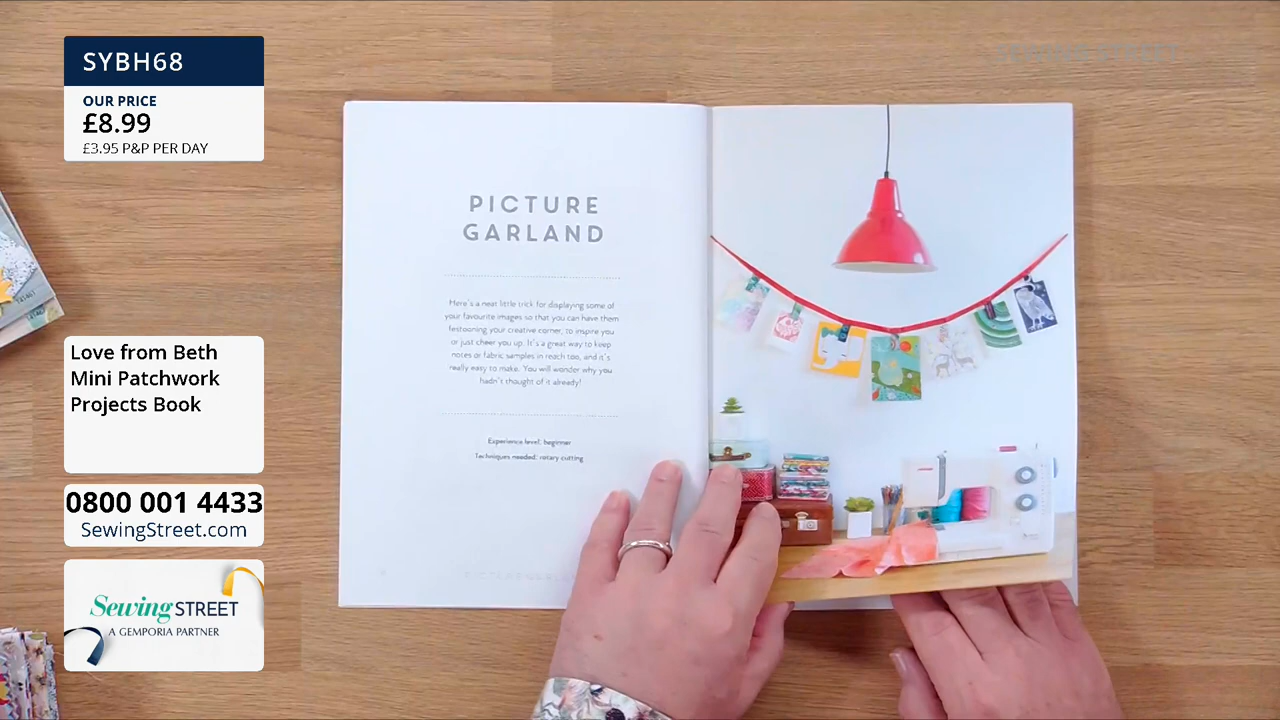 SYBH68
OUR PRICE
£8.99
£3.95 P&P PER DAY
Love from Beth
Mini Patchwork
Projects Book
0800 001 4433
SewingStreet.com
Sewing STREET
A GEMPORIA PARTNER
SEWING STREET
PICTURE
GARLAND
Here's a neat little trick for displaying some of
your favourite images so that you can have them
festooning your creative corner, to inspire you
or just cheer you up. It's a great way to keep
notes or fabric samples in reach too, and it's
really easy to make. You will wonder why you
hadn't thought of it already!
Experience level: beginner
Techniques needed: rotary cutting